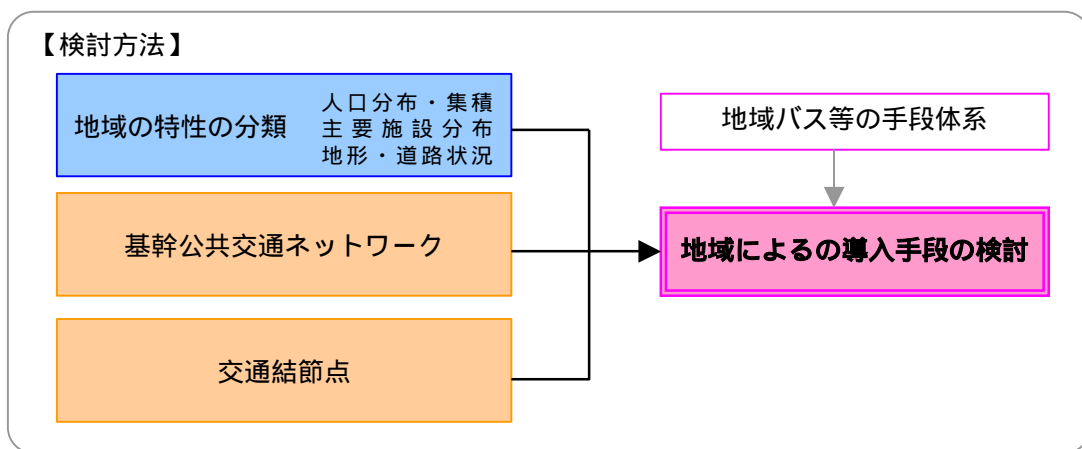 【検討方法】
地域の特性の分類
人口分布・集積
主要施設分布
地形・道路状況
基幹公共交通ネットワーク
交通結節点
地域バス等の手段体系
地域によるの導入手段の検討